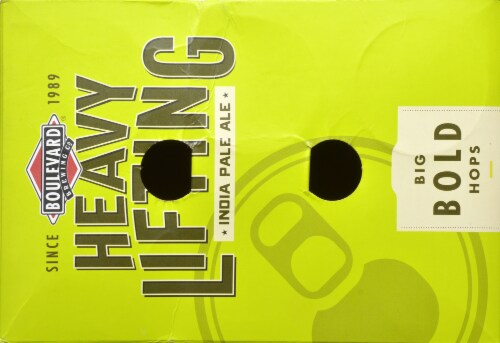 SINCE BOULEVARD BREWING CO. ® 1989
HEAVY
LIFTING
★ INDIA PALE ALE ★
BIG
BOLD
HOPS